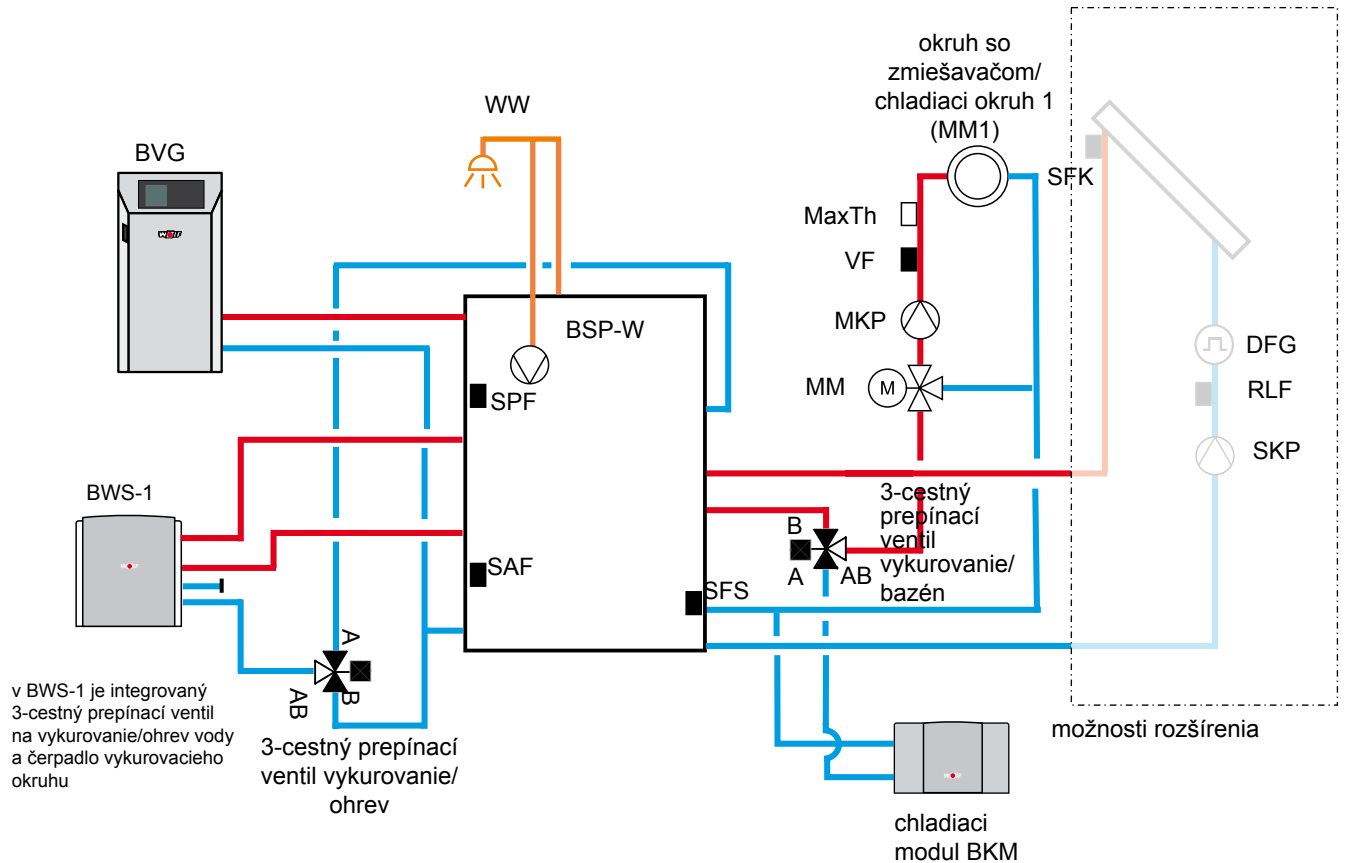 okruh so
zmiešavačom/
chladiaci okruh 1
(MM1)
WW
BVG
WOLF
SFK
MaxTh
VF
BSP-W
MKP
DFG
MM
M
RLF
SPF
SKP
BWS-1
3-cestný
prepínací
ventil
vykurovanie/
bazén
B
A
AB
SAF
SFS
A
B
AB
v BWS-1 je integrovaný
3-cestný prepínací ventil
na vykurovanie/ohrev vody
a čerpadlo vykurovacieho
okruhu
3-cestný prepínací
ventil vykurovanie/
ohrev
možnosti rozšírenia
chladiaci
modul BKM